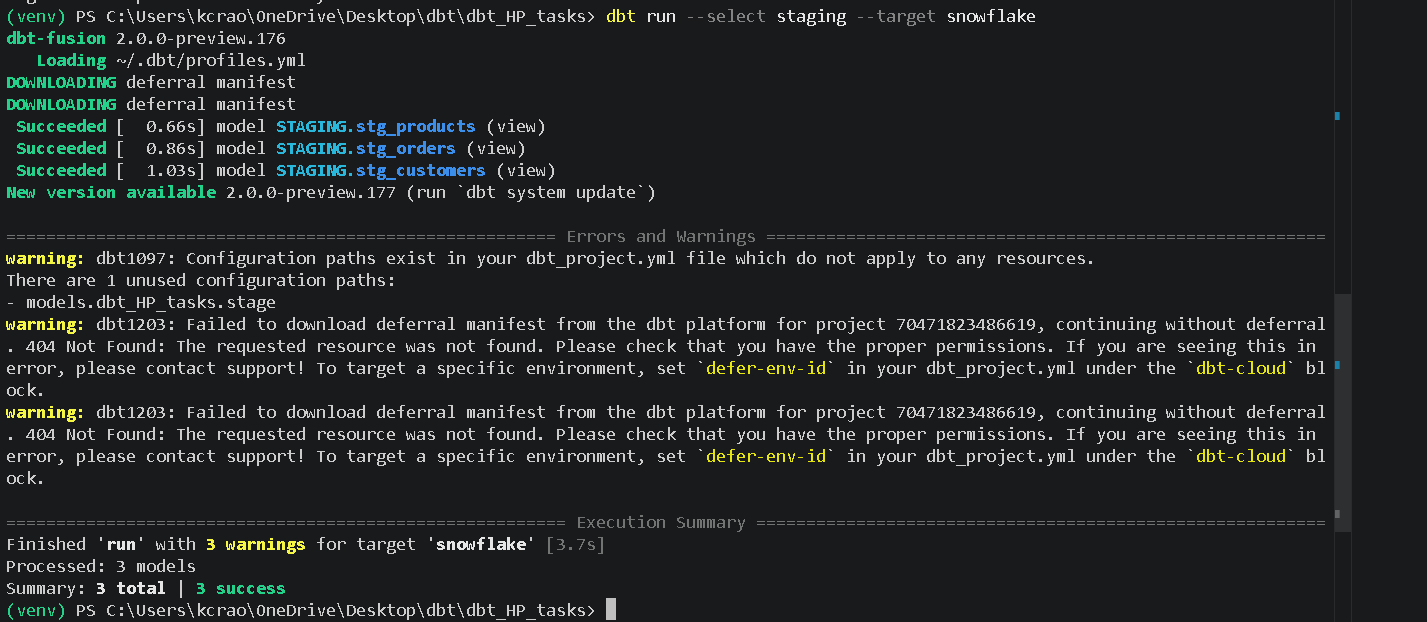 (venv) PS C:\Users\kcrao\OneDrive\Desktop\dbt\dbt_HP_tasks> dbt run --select staging --target snowflake
dbt-fusion 2.0.0-preview.176
   Loading ~/.dbt/profiles.yml
DOWNLOADING deferral manifest
DOWNLOADING deferral manifest
 Succeeded [  0.66s] model STAGING.stg_products (view)
 Succeeded [  0.86s] model STAGING.stg_orders (view)
 Succeeded [  1.03s] model STAGING.stg_customers (view)
New version available 2.0.0-preview.177 (run `dbt system update`)
======================================================= Errors and Warnings ========================================================
warning: dbt1097: Configuration paths exist in your dbt_project.yml file which do not apply to any resources.
There are 1 unused configuration paths:
- models.dbt_HP_tasks.stage
warning: dbt1203: Failed to download deferral manifest from the dbt platform for project 70471823486619, continuing without deferral
. 404 Not Found: The requested resource was not found. Please check that you have the proper permissions. If you are seeing this in
error, please contact support! To target a specific environment, set `defer-env-id` in your dbt_project.yml under the `dbt-cloud` bl
ock.
warning: dbt1203: Failed to download deferral manifest from the dbt platform for project 70471823486619, continuing without deferral
. 404 Not Found: The requested resource was not found. Please check that you have the proper permissions. If you are seeing this in
error, please contact support! To target a specific environment, set `defer-env-id` in your dbt_project.yml under the `dbt-cloud` bl
ock.
======================================================== Execution Summary =========================================================
Finished 'run' with 3 warnings for target 'snowflake' [3.7s]
Processed: 3 models
Summary: 3 total | 3 success
(venv) PS C:\Users\kcrao\OneDrive\Desktop\dbt\dbt_HP_tasks>